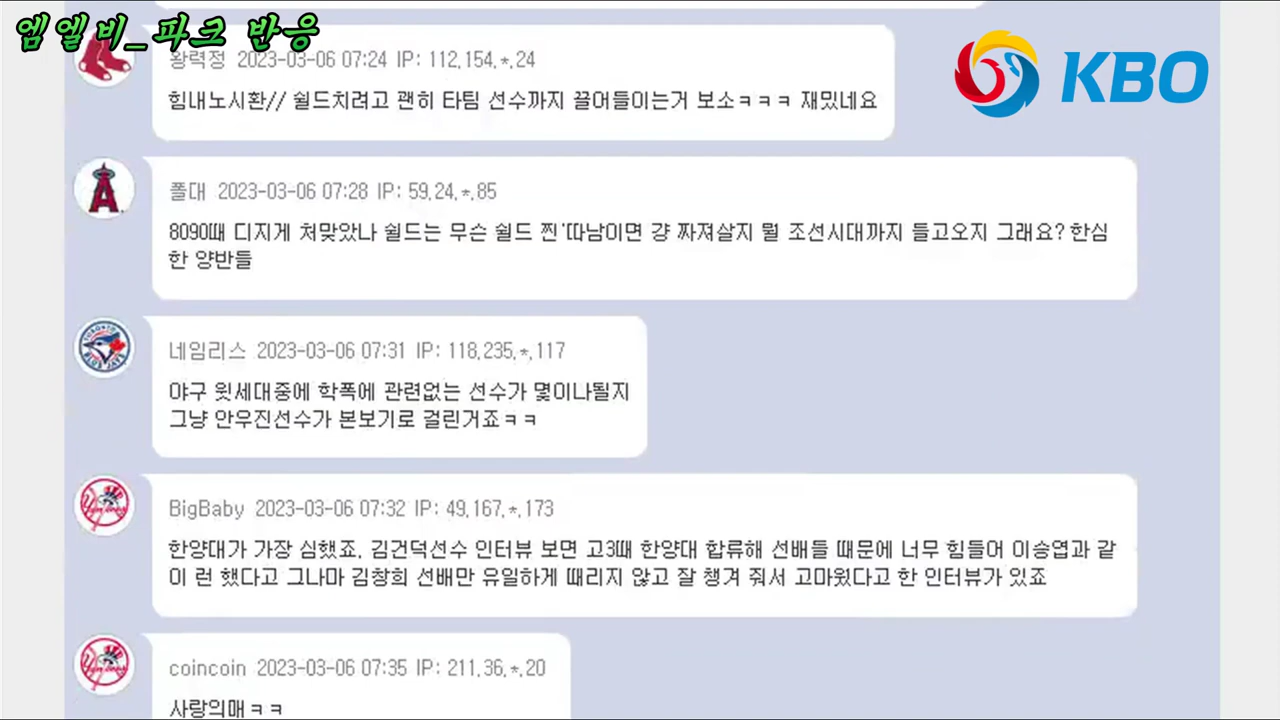 엠엘비_파크 반응
KBO
왕력정 2023-03-06 07:24 IP: 112.154.*.24
힘내노시환// 쉴드치려고 괜히 타팀 선수까지 끌어들이는거 보소ㅋㅋㅋ 재밌네요
폴대 2023-03-06 07:28 IP: 59.24.*.85
8090때 디지게 처맞았나 쉴드는 무슨 쉴드 찐'따남이면 걍 짜져살지 뭘 조선시대까지 들고오지 그래요? 한심
한 양반들
네임리스 2023-03-06 07:31 IP: 118.235.*.117
야구 윗세대중에 학폭에 관련없는 선수가 몇이나될지
그냥 안우진선수가 본보기로 걸린거죠ㅋㅋ
BigBaby 2023-03-06 07:32 IP: 49.167.*.173
한양대가 가장 심했죠. 김건덕선수 인터뷰 보면 고3때 한양대 합류해 선배들 때문에 너무 힘들어 이승엽과 같
이 런 했다고 그나마 김창희 선배만 유일하게 때리지 않고 잘 챙겨 줘서 고마웠다고 한 인터뷰가 있죠
coincoin 2023-03-06 07:35 IP: 211.36.*.20
사랑의매ㅋㅋ